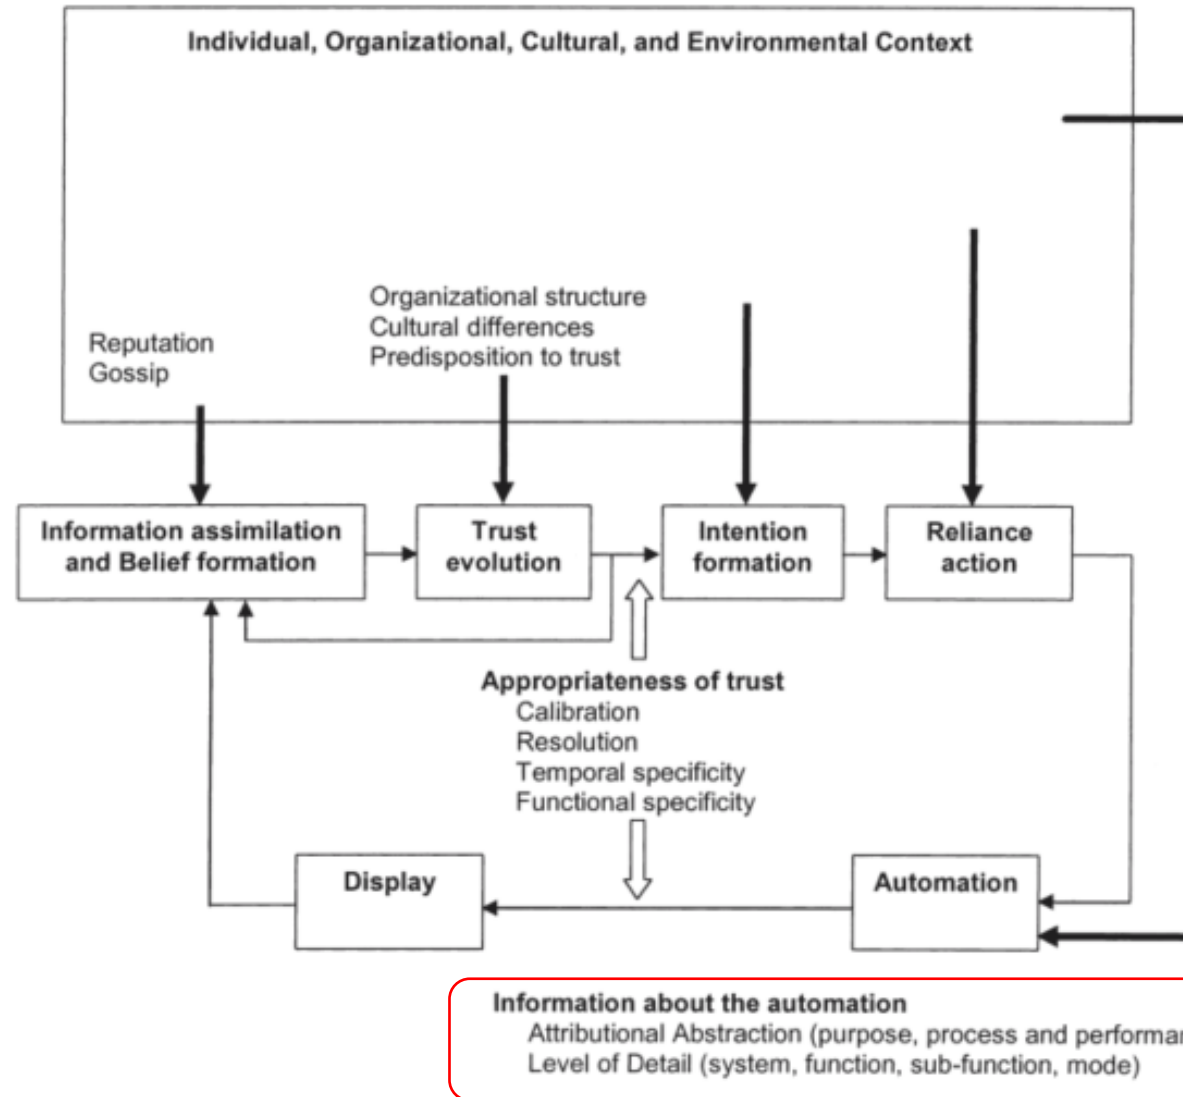 Individual, Organizational, Cultural, and Environmental Context
Organizational structure
Cultural differences
Predisposition to trust
Reputation
Gossip
Information assimilation
and Belief formation
Trust
evolution
Intention
formation
Reliance
action
Appropriateness of trust
Calibration
Resolution
Temporal specificity
Functional specificity
Display
Automation
Information about the automation
Attributional Abstraction (purpose, process and performan
Level of Detail (system, function, sub-function, mode)